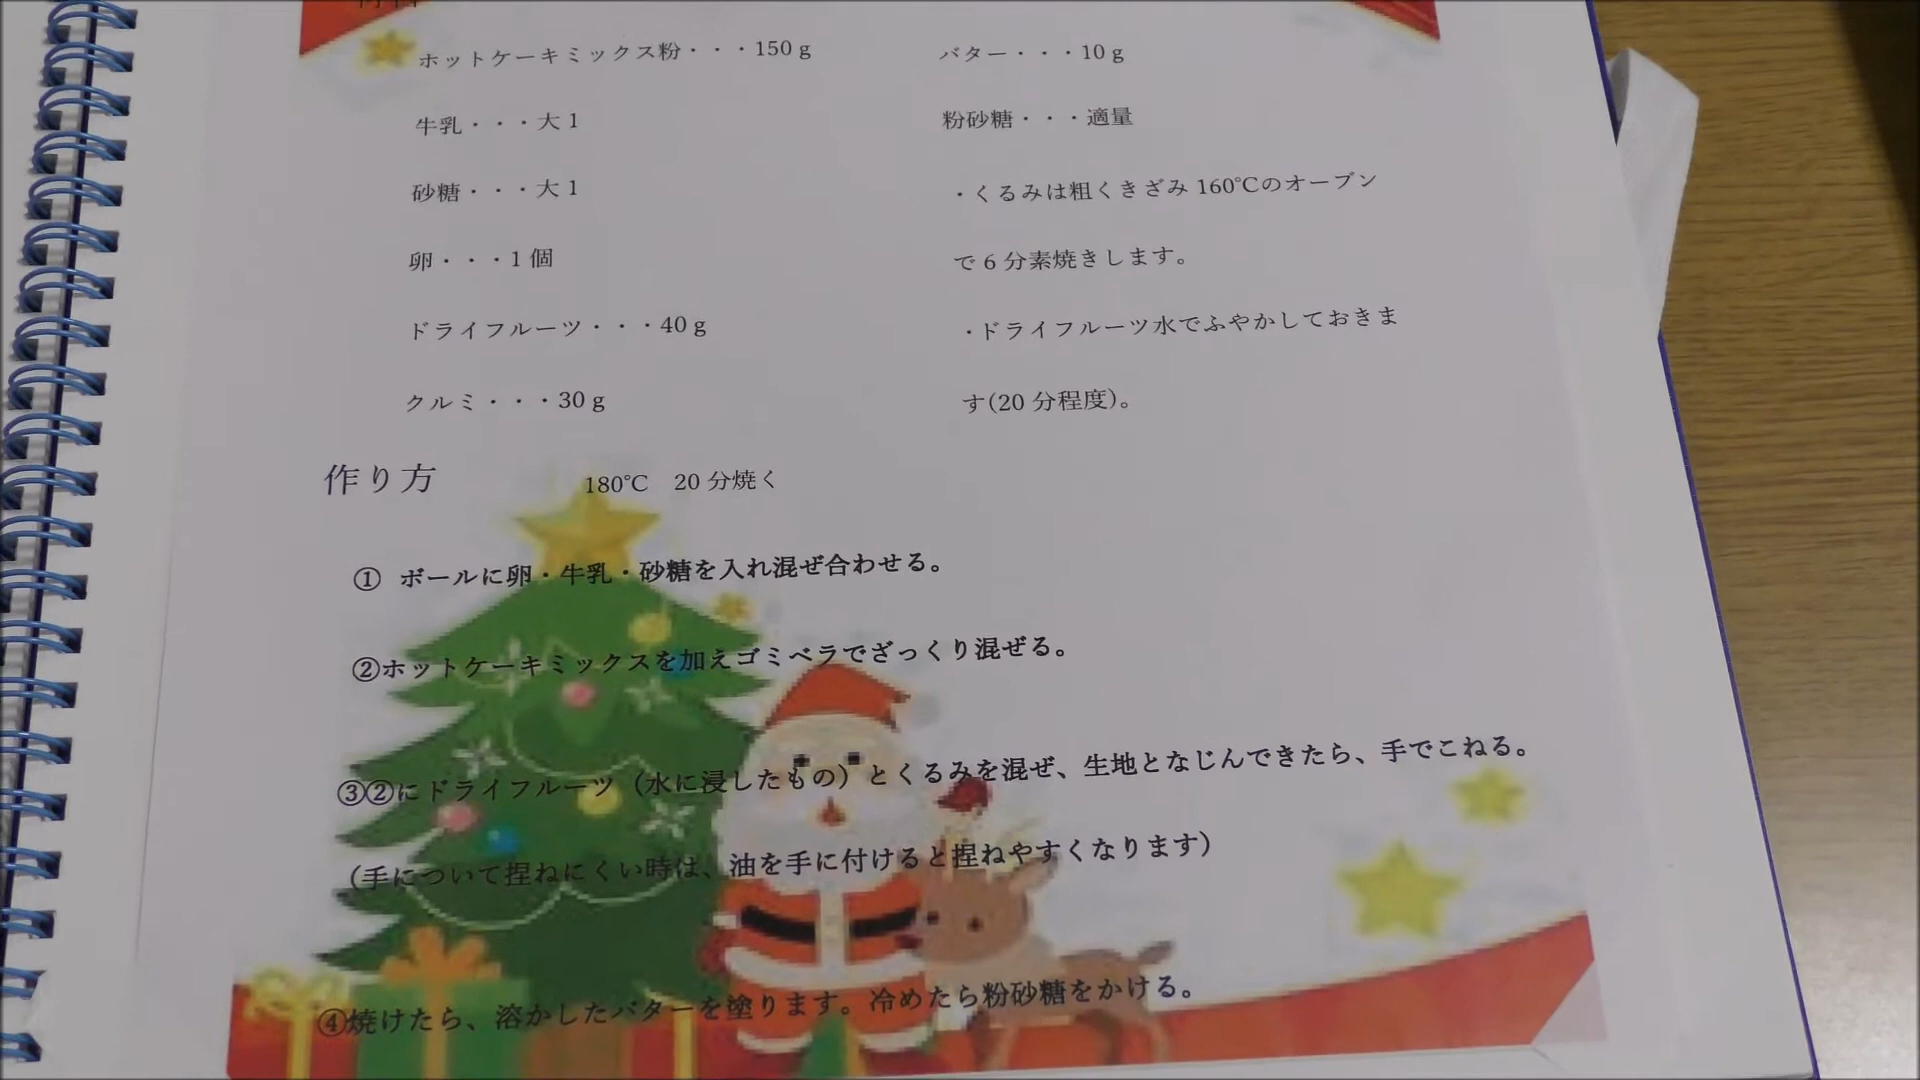 ホットケーキミックス粉・・・150g
牛乳・・・大1
砂糖・・・大1
卵・・・1個
ドライフルーツ・・・40g
クルミ・・・30g
バター・・・10g
粉砂糖・・・適量
・くるみは粗くきざみ160℃のオーブン
で6分素焼きします。
・ドライフルーツ水でふやかしておきま
す(20分程度)。
作り方 180℃ 20分焼く
① ボールに卵・牛乳・砂糖を入れ混ぜ合わせる。
②ホットケーキミックスを加えゴミベラでざっくり混ぜる。
③②にドライフルーツ（水に浸したもの）とくるみを混ぜ、生地となじんできたら、手でこねる。
（手について捏ねにくい時は、油を手に付けると捏ねやすくなります）
④焼けたら、溶かしたバターを塗ります。冷めたら粉砂糖をかける。